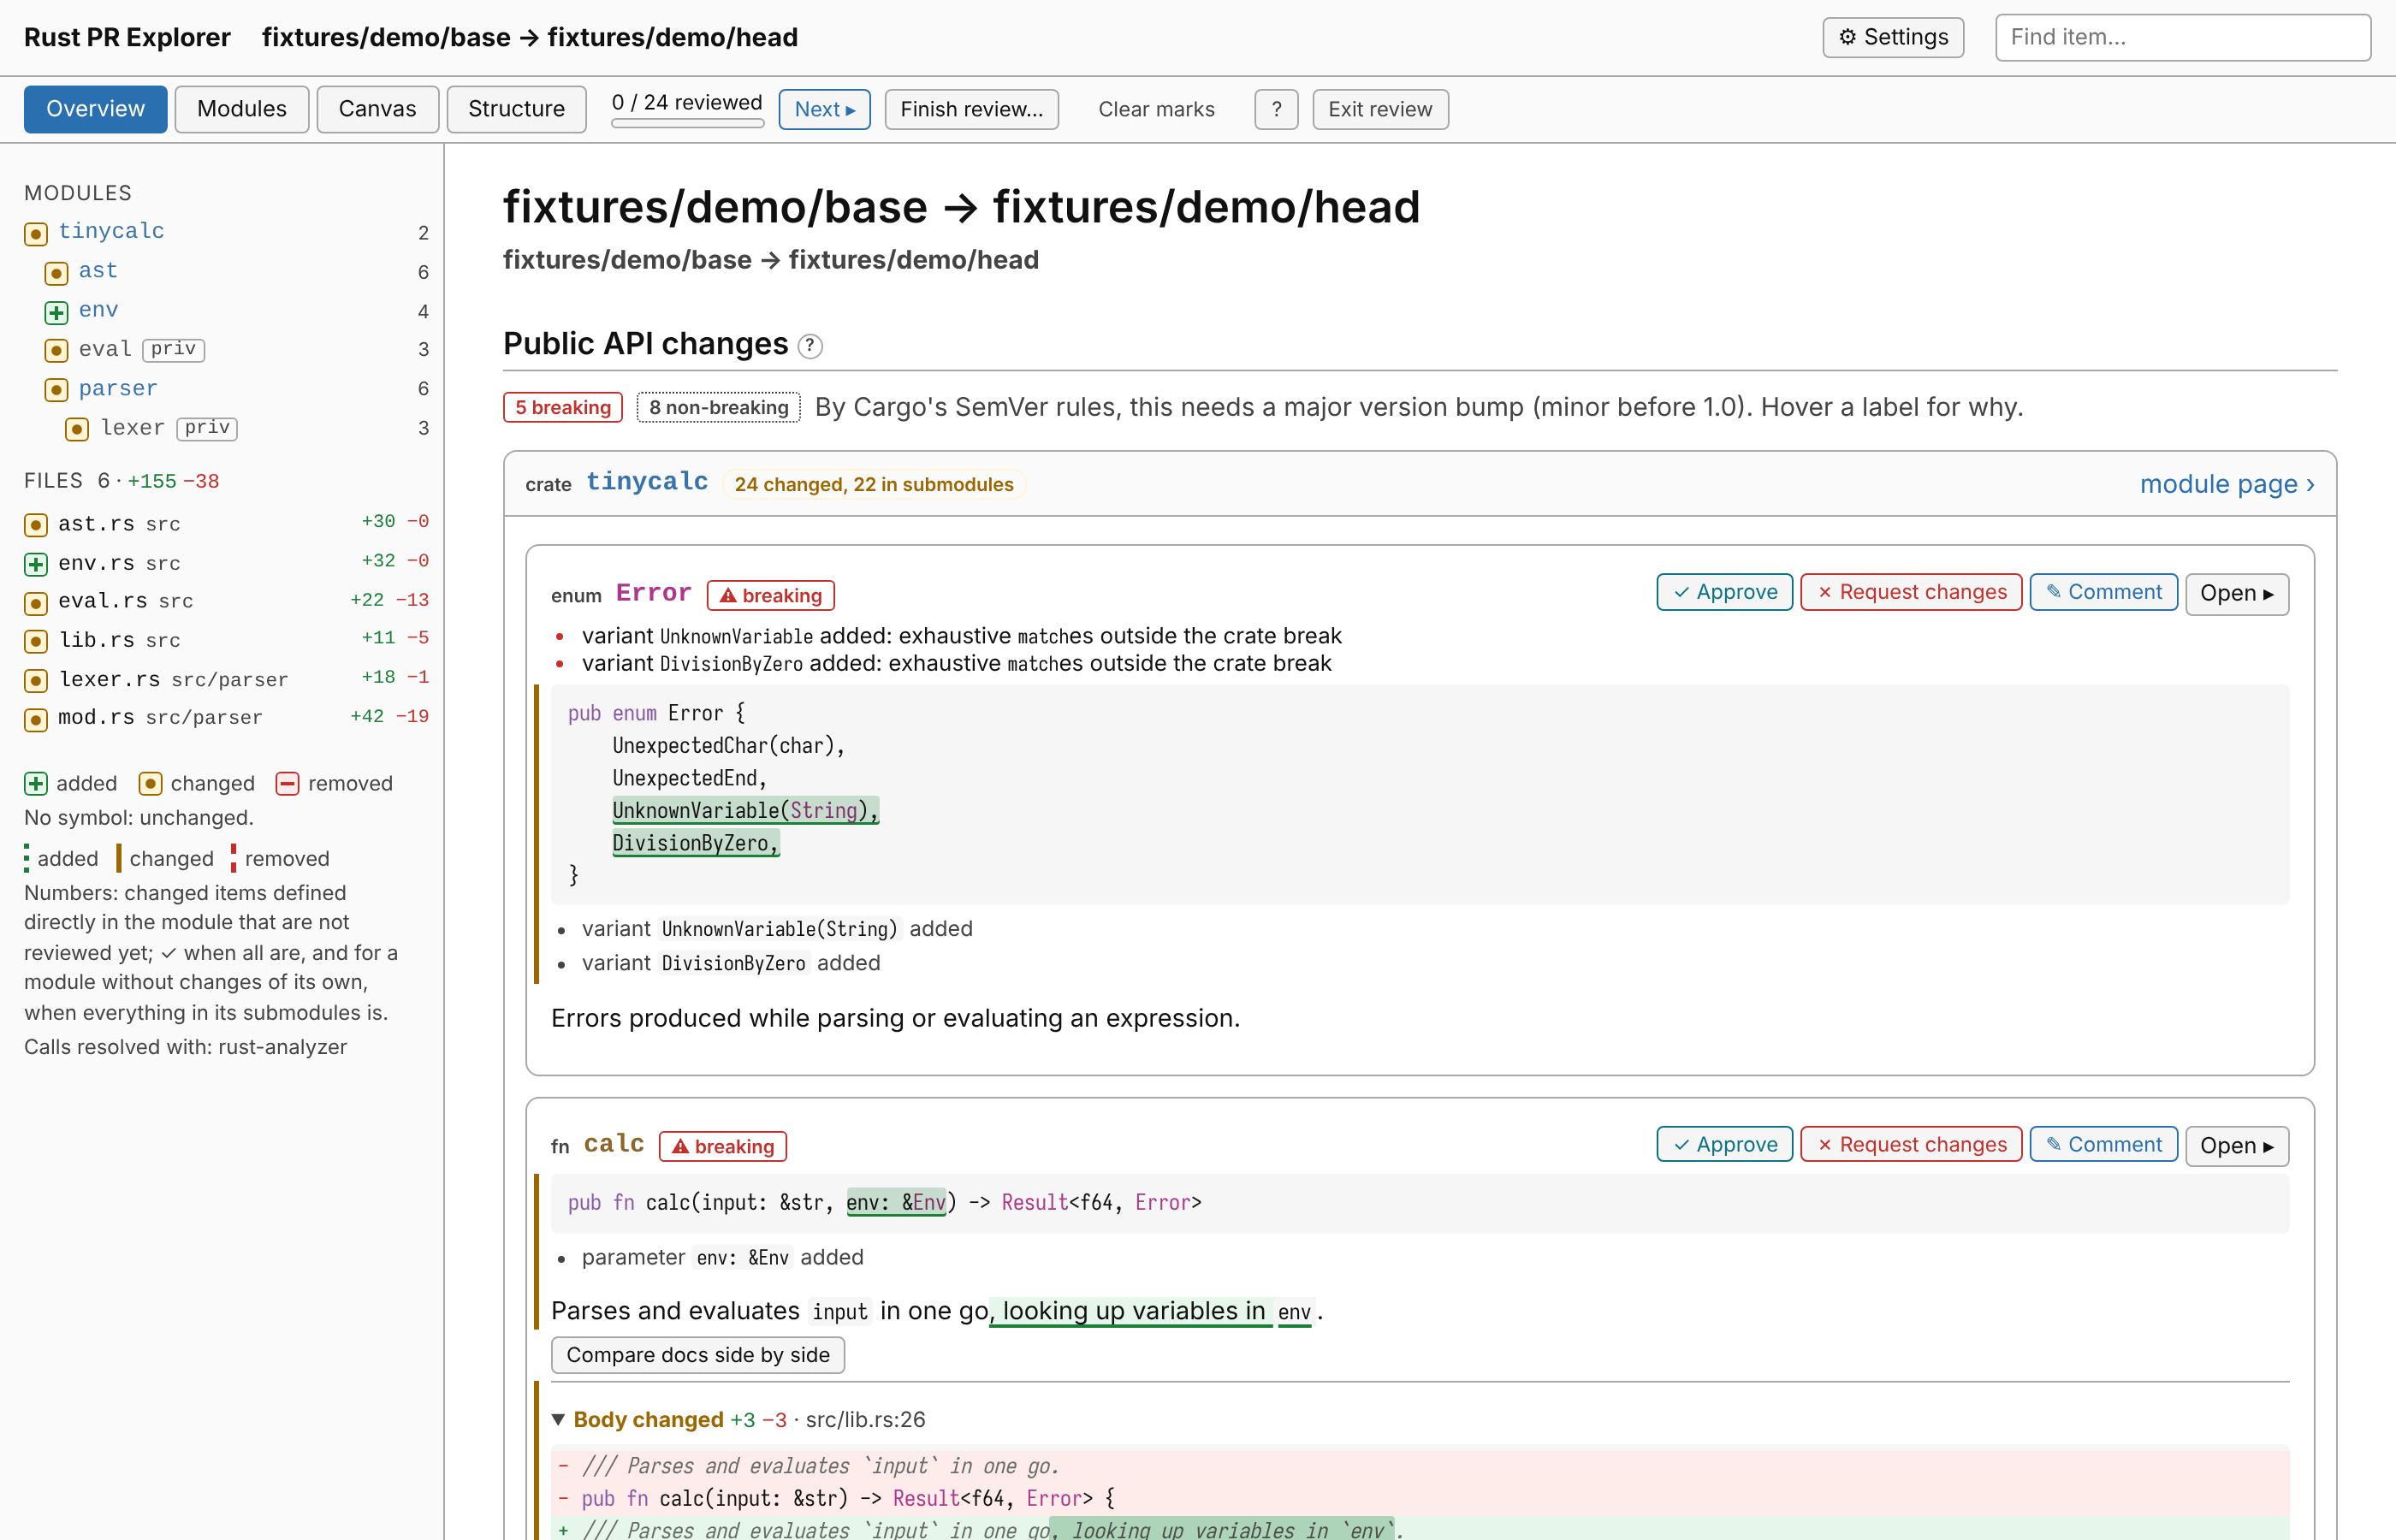 Rust PR Explorer fixtures/demo/base → fixtures/demo/head ⚙ Settings Find item...
Overview Modules Canvas Structure 0 / 24 reviewed Next ▸ Finish review... Clear marks ? Exit review
MODULES
tinycalc 2
ast 6
env 4
eval priv 3
parser 6
lexer priv 3
FILES 6 · +155 −38
ast.rs src +30 −0
env.rs src +32 −0
eval.rs src +22 −13
lib.rs src +11 −5
lexer.rs src/parser +18 −1
mod.rs src/parser +42 −19
added changed removed
No symbol: unchanged.
added changed removed
Numbers: changed items defined
directly in the module that are not
reviewed yet; ✓ when all are, and for a
module without changes of its own,
when everything in its submodules is.
Calls resolved with: rust-analyzer
fixtures/demo/base → fixtures/demo/head
fixtures/demo/base → fixtures/demo/head
Public API changes ?
5 breaking 8 non-breaking By Cargo's SemVer rules, this needs a major version bump (minor before 1.0). Hover a label for why.
crate tinycalc 24 changed, 22 in submodules module page ›
enum Error ⚠ breaking ✓ Approve × Request changes ✎ Comment Open ▸
• variant UnknownVariable added: exhaustive matches outside the crate break
• variant DivisionByZero added: exhaustive matches outside the crate break
pub enum Error {
    UnexpectedChar(char),
    UnexpectedEnd,
    UnknownVariable(String),
    DivisionByZero,
}
• variant UnknownVariable(String) added
• variant DivisionByZero added
Errors produced while parsing or evaluating an expression.
fn calc ⚠ breaking ✓ Approve × Request changes ✎ Comment Open ▸
pub fn calc(input: &str, env: &Env) -> Result<f64, Error>
• parameter env: &Env added
Parses and evaluates input in one go, looking up variables in env.
Compare docs side by side
▼ Body changed +3 −3 · src/lib.rs:26
− /// Parses and evaluates `input` in one go.
− pub fn calc(input: &str) -> Result<f64, Error> {
+ /// Parses and evaluates `input` in one go, looking up variables in `env`.